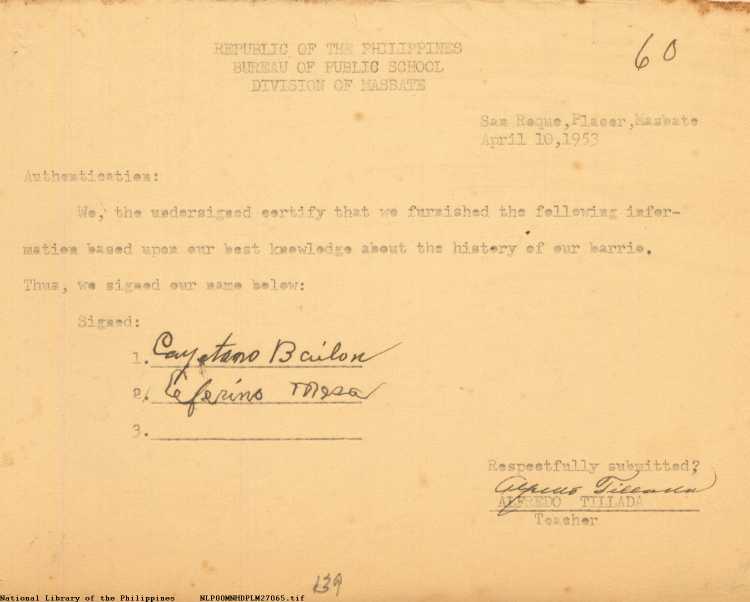 60
REPUBLIC OF THE PHILIPPINES
BUREAU OF PUBLIC SCHOOL
DIVISION OF MASBATE
San Roque,Placer,Masbate
April 10,1953
Authentication:
We, the undersigned certify that we furnished the following infor-
mation based upon our best knowledge about the history of our barrio.
Thus, we signed our name below:
Signed:
1. Cayetano Bailon
2. Ceferino Mesa
3.
Respectfully submitted?
Alfredo Tillada
ALFREDO TILLADA
Teacher
139
National Library of the Philippines NLP00MNHDPLM27065.tif